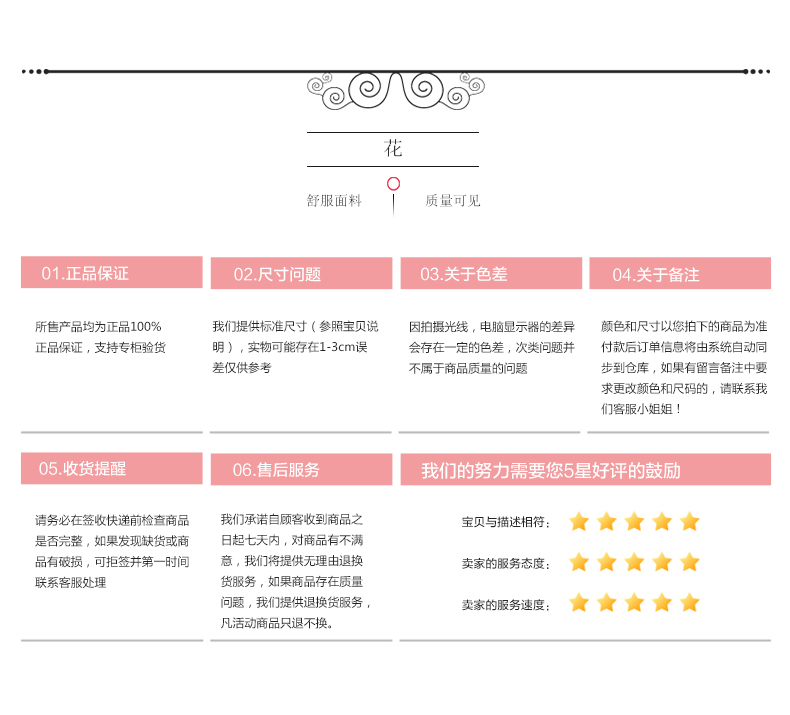 花
舒服面料
质量可见
01.正品保证
所售产品均为正品100%
正品保证，支持专柜验货
02.尺寸问题
我们提供标准尺寸（参照宝贝说
明），实物可能存在1-3cm误
差仅供参考
03.关于色差
因拍摄光线，电脑显示器的差异
会存在一定的色差，次类问题并
不属于商品质量的问题
04.关于备注
颜色和尺寸以您拍下的商品为准
付款后订单信息将由系统自动同
步到仓库，如果有留言备注中要
求更改颜色和尺码的，请联系我
们客服小姐姐！
05.收货提醒
请务必在签收快递前检查商品
是否完整，如果发现缺货或商
品有破损，可拒签并第一时间
联系客服处理
06.售后服务
我们承诺自顾客收到商品之
日起七天内，对商品有不满
意，我们将提供无理由退换
货服务，如果商品存在质量
问题，我们提供退换货服务，
凡活动商品只退不换。
我们的努力需要您5星好评的鼓励
宝贝与描述相符：
卖家的服务态度：
卖家的服务速度：